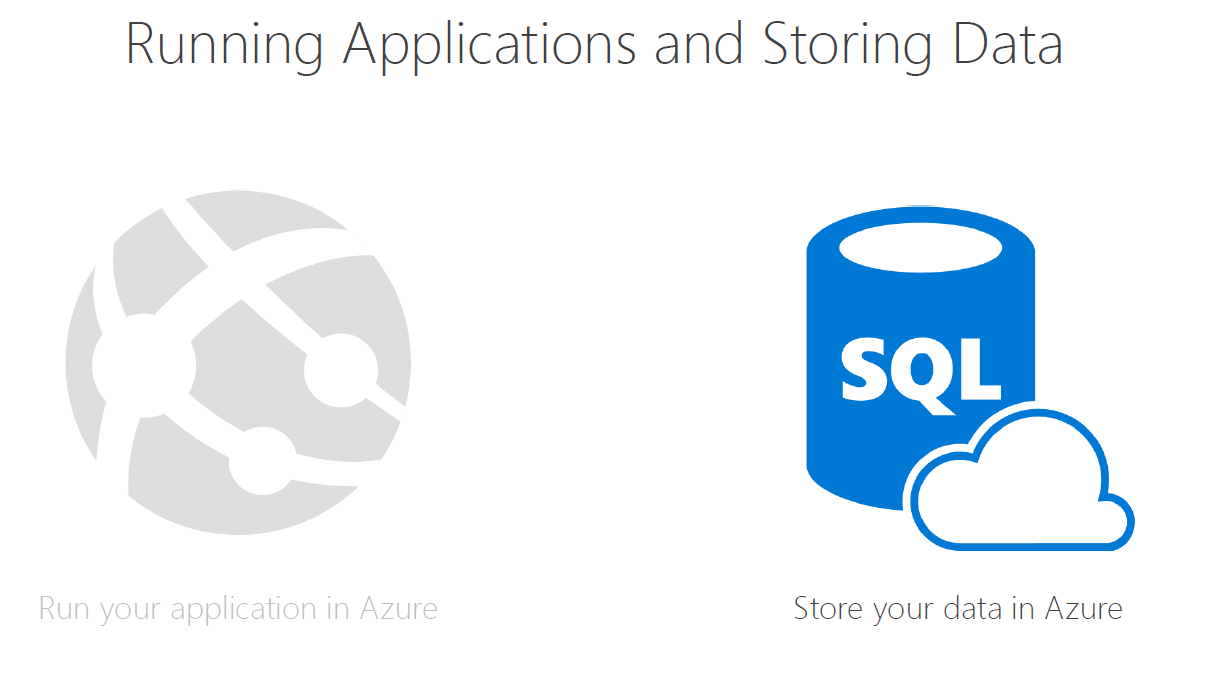 Running Applications and Storing Data
SQL
Run your application in Azure
Store your data in Azure